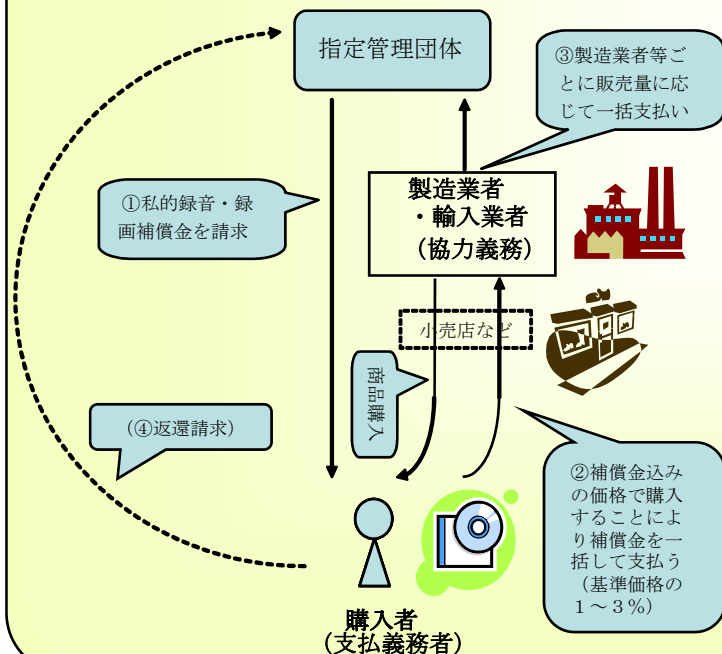 指定管理団体
③製造業者等ご
とに販売量に応
じて一括支払い
①私的録音・録
画補償金を請求
製造業者
・輸入業者
（協力義務）
小売店など
商品購入
（④返還請求）
②補償金込み
の価格で購入
することによ
り補償金を一
括して支払う
（基準価格の
１～３％）
購入者
（支払義務者）